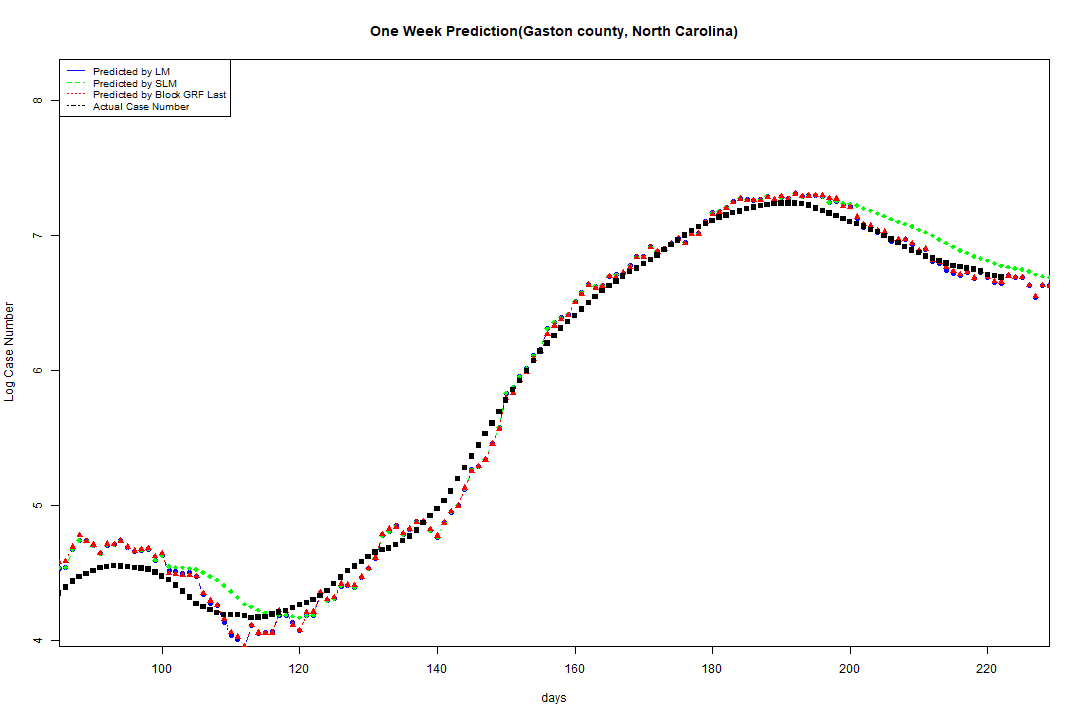 One Week Prediction(Gaston county, North Carolina)
Predicted by LM
Predicted by SLM
Predicted by Block GRF Last
Actual Case Number
8
7
6
5
4
Log Case Number
100 120 140 160 180 200 220
days